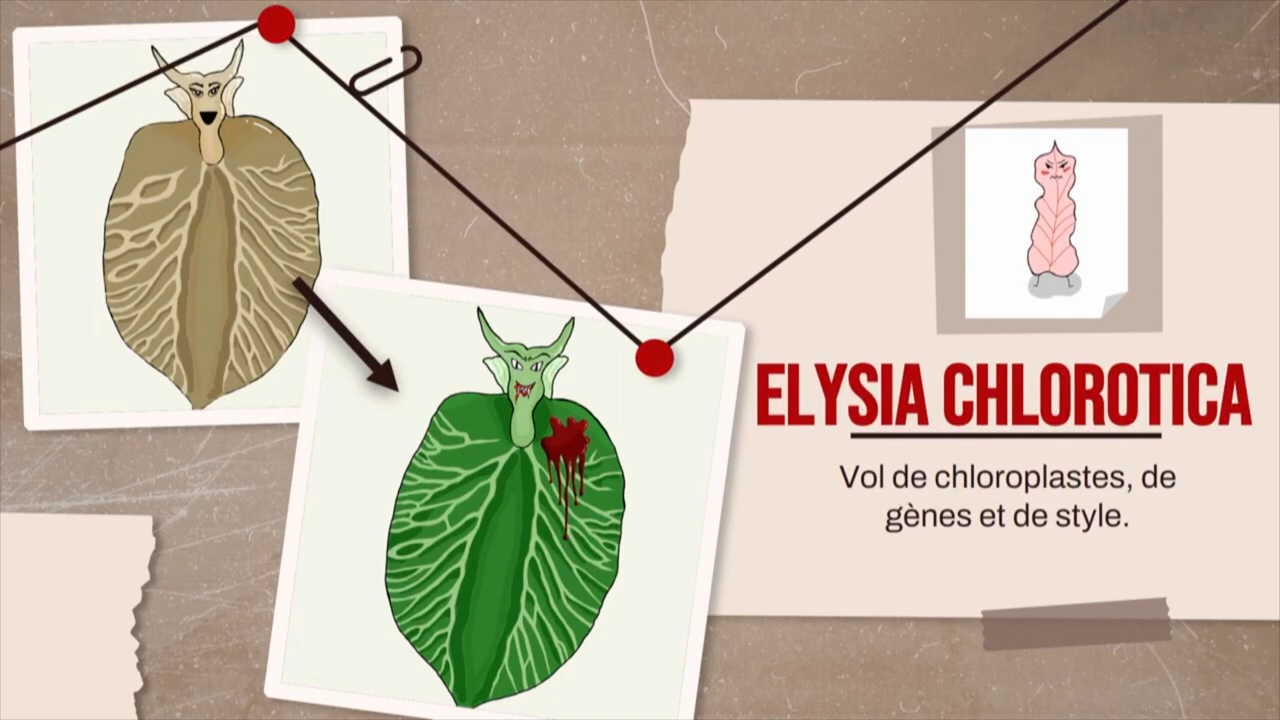 ELYSIA CHLOROTICA
Vol de chloroplastes, de
gènes et de style.